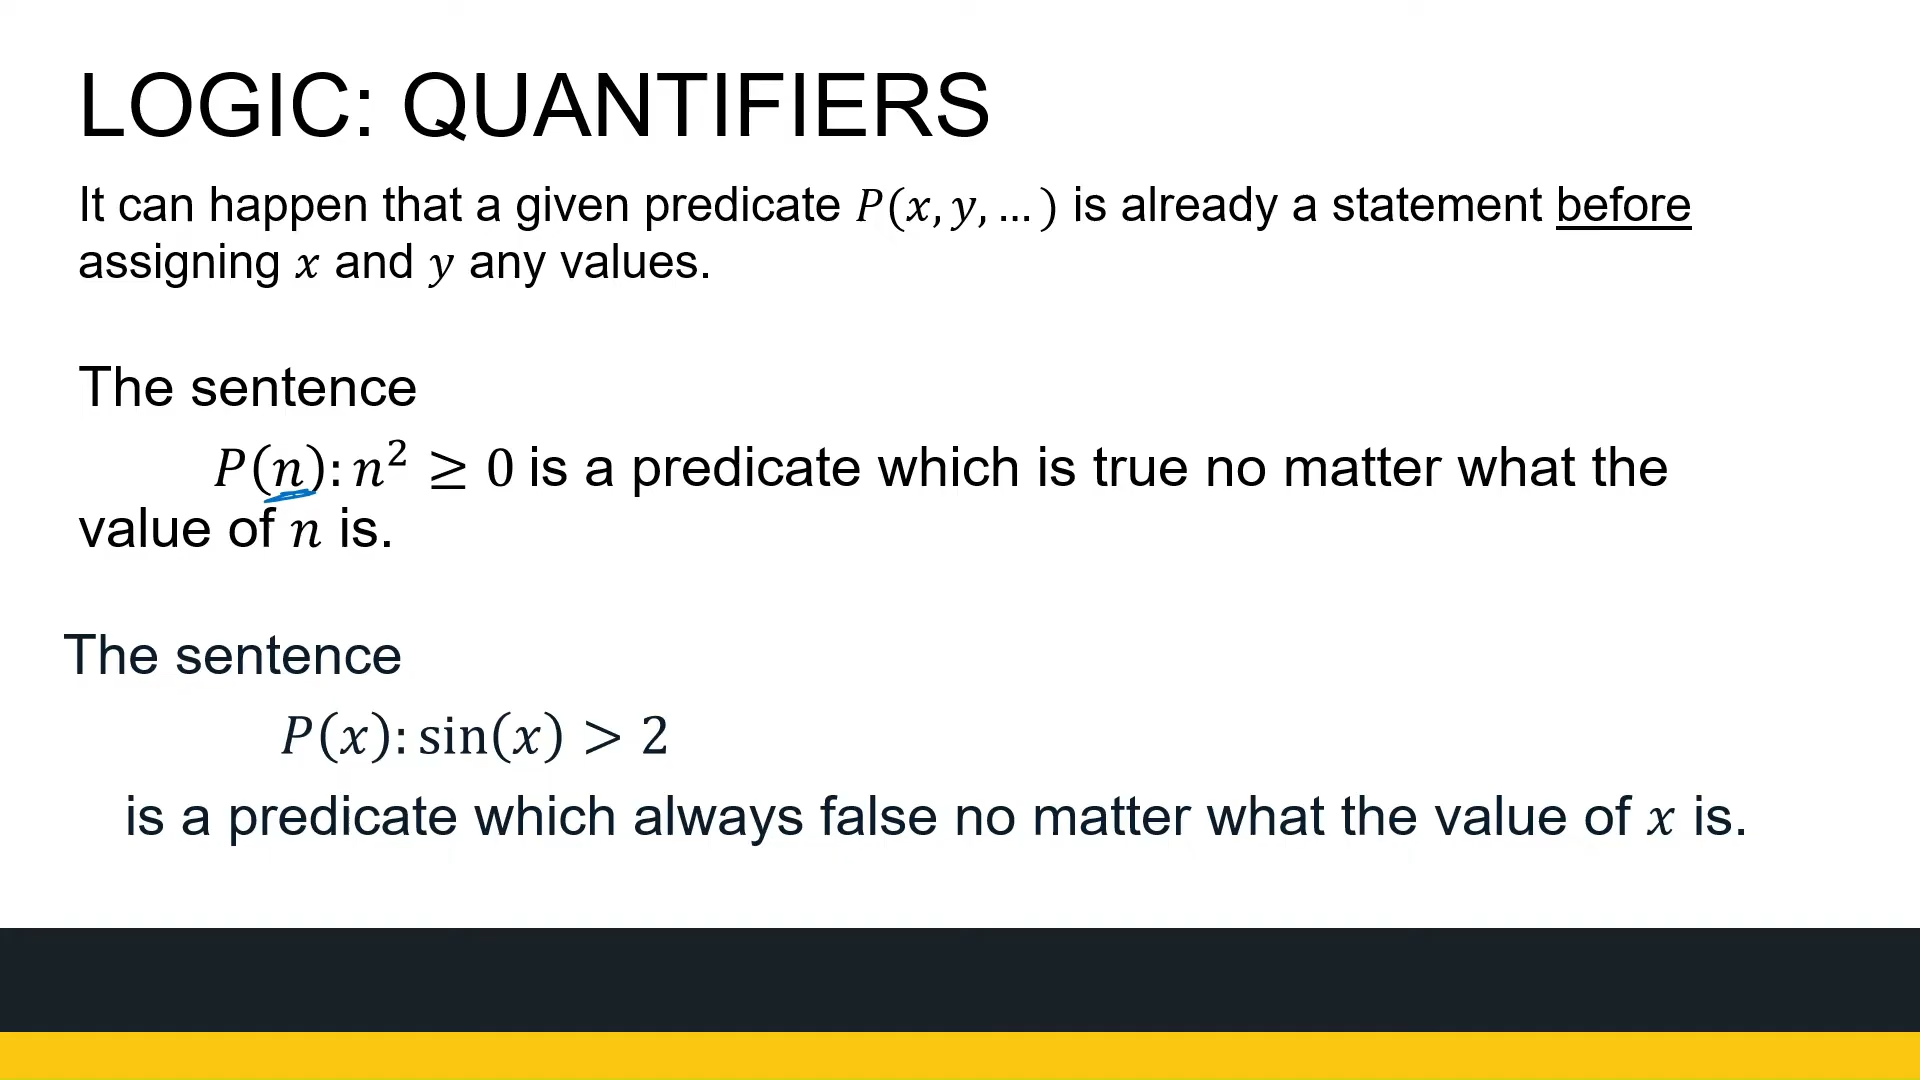 LOGIC: QUANTIFIERS
It can happen that a given predicate P(x, y, … ) is already a statement before
assigning x and y any values.
The sentence
P(n): n² ≥ 0 is a predicate which is true no matter what the
value of n is.
The sentence
P(x): sin(x) > 2
is a predicate which always false no matter what the value of x is.